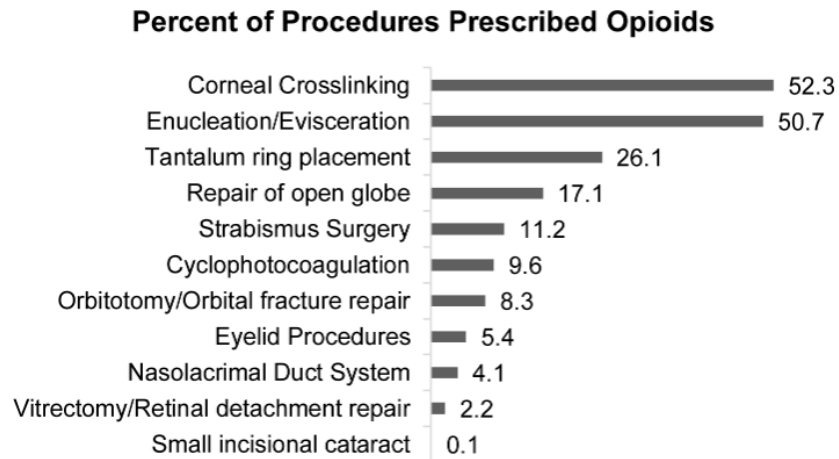 Percent of Procedures Prescribed Opioids
Corneal Crosslinking 52.3
Enucleation/Evisceration 50.7
Tantalum ring placement 26.1
Repair of open globe 17.1
Strabismus Surgery 11.2
Cyclophotocoagulation 9.6
Orbitotomy/Orbital fracture repair 8.3
Eyelid Procedures 5.4
Nasolacrimal Duct System 4.1
Vitrectomy/Retinal detachment repair 2.2
Small incisional cataract 0.1